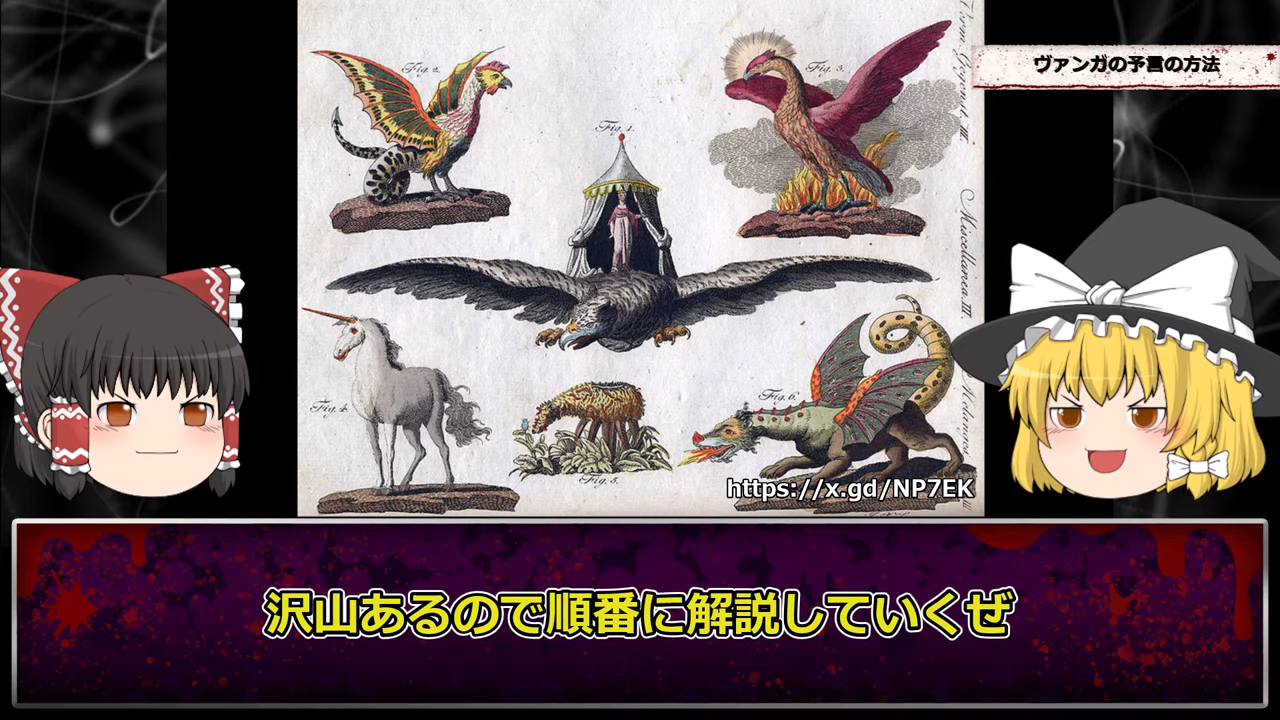 ヴァンガの予言の方法
Fig. 2.
Fig. 3.
Fig. 1.
Miscellanea. III.
Fig. 4.
Fig. 6.
Fig. 5.
https://x.gd/NP7EK
沢山あるので順番に解説していくぜ